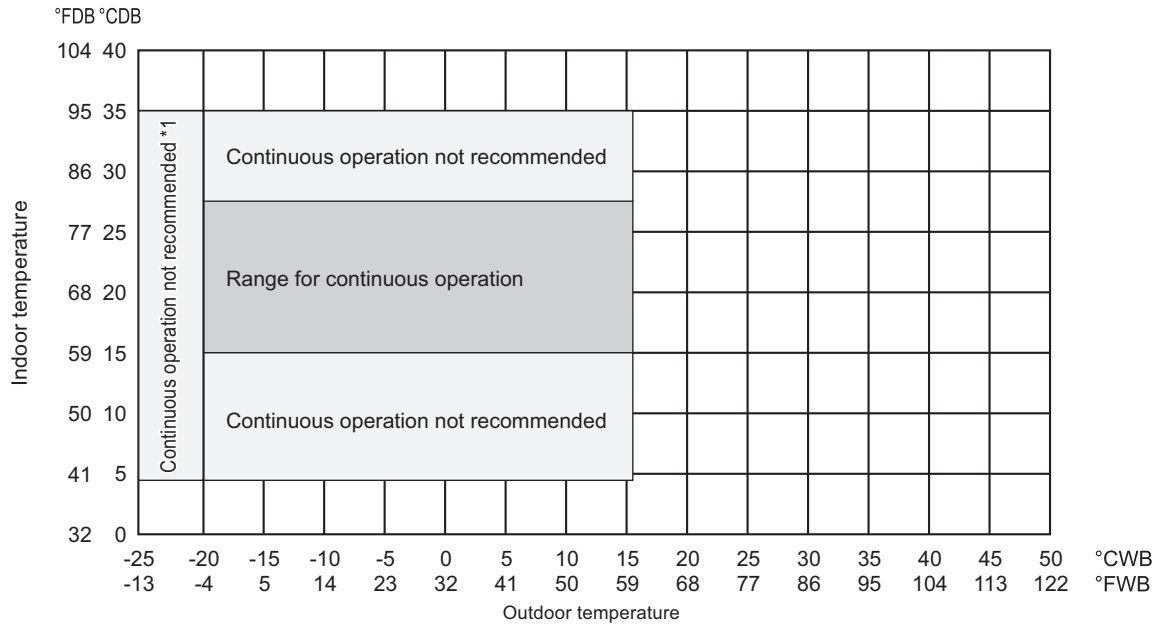 °FDB °CDB
104 40
95 35
86 30
77 25
68 20
59 15
50 10
41 5
32 0
Indoor temperature
Continuous operation not recommended *1
Continuous operation not recommended
Range for continuous operation
Continuous operation not recommended
-25 -20 -15 -10 -5 0 5 10 15 20 25 30 35 40 45 50 °CWB
-13 -4 5 14 23 32 41 50 59 68 77 86 95 104 113 122 °FWB
Outdoor temperature